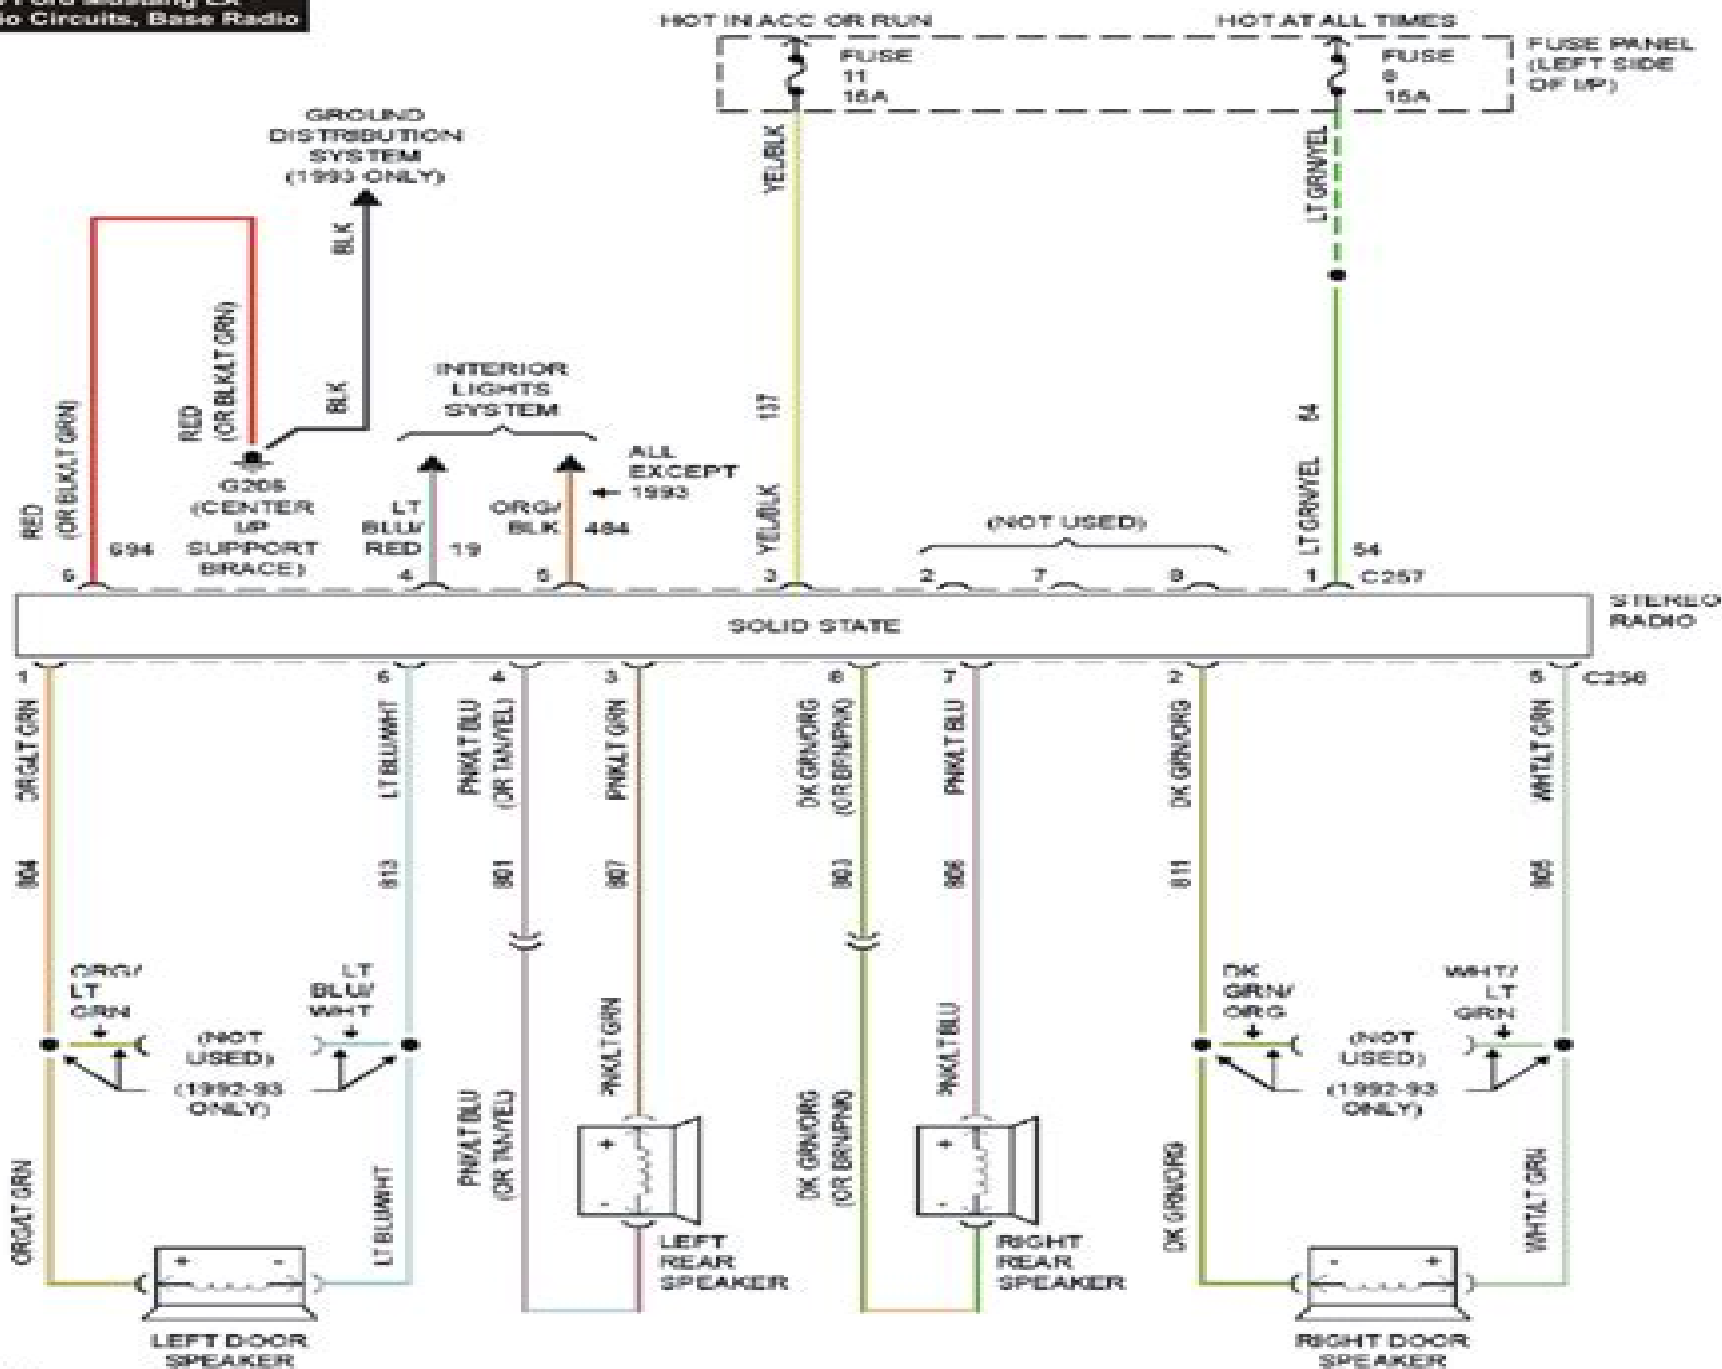 Ford Mustang LX
Circuits, Base Radio
HOT IN ACC OR RUN
HOT AT ALL TIMES
FUSE
11
15A
FUSE
15A
FUSE PANEL
(LEFT SIDE
OF I/P)
GROUND
DISTRIBUTION
SYSTEM
(1993 ONLY)
YEL/BLK
LT GRN/YEL
BLK
BLK
RED
(OR BLK/LT GRN)
RED
(OR BLK/LT GRN)
INTERIOR
LIGHTS
SYSTEM
137
54
ALL
EXCEPT
1993
G206
(CENTER
I/P
SUPPORT
BRACE)
LT
BLU/
RED
19
ORG/
BLK
484
YEL/BLK
(NOT USED)
LT GRN/YEL
54
694
4
3
2
7
1
C257
SOLID STATE
STEREO
RADIO
1
4
3
7
2
C256
ORG/LT GRN
LT BLU/WHT
PNK/LT BLU
(OR TAN/YEL)
PNK/LT GRN
DK GRN/ORG
(OR BRN/PNK)
PNK/LT BLU
DK GRN/ORG
WHT/LT GRN
804
813
801
807
803
806
811
805
ORG/
LT
GRN
(NOT
USED)
(1992-93
ONLY)
LT
BLU/
WHT
DK
GRN/
ORG
(NOT
USED)
(1992-93
ONLY)
WHT/
LT
GRN
PNK/LT GRN
PNK/LT BLU
ORG/LT GRN
LT BLU/WHT
PNK/LT BLU
(OR TAN/YEL)
DK GRN/ORG
(OR BRN/PNK)
DK GRN/ORG
WHT/LT GRN
+
-
+
-
LEFT
REAR
SPEAKER
RIGHT
REAR
SPEAKER
+ -
- +
LEFT DOOR
SPEAKER
RIGHT DOOR
SPEAKER